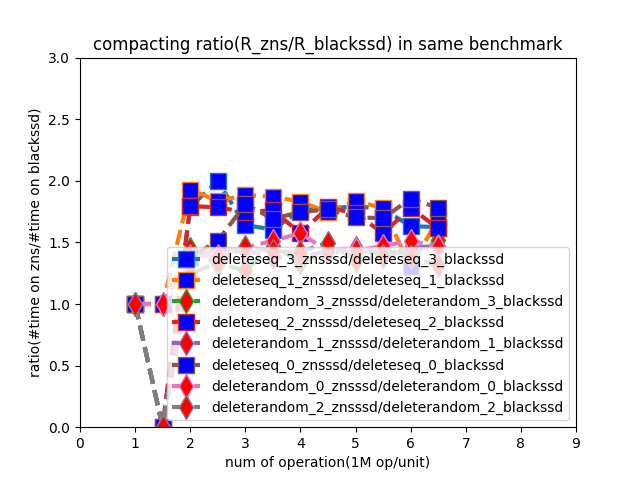 compacting ratio(R_zns/R_blackssd) in same benchmark
ratio(#time on zns/#time on blackssd)
3.0
2.5
2.0
1.5
1.0
0.5
0.0
deleteseq_3_znsssd/deleteseq_3_blackssd
deleteseq_1_znsssd/deleteseq_1_blackssd
deleterandom_3_znsssd/deleterandom_3_blackssd
deleteseq_2_znsssd/deleteseq_2_blackssd
deleterandom_1_znsssd/deleterandom_1_blackssd
deleteseq_0_znsssd/deleteseq_0_blackssd
deleterandom_0_znsssd/deleterandom_0_blackssd
deleterandom_2_znsssd/deleterandom_2_blackssd
0 1 2 3 4 5 6 7 8 9
num of operation(1M op/unit)